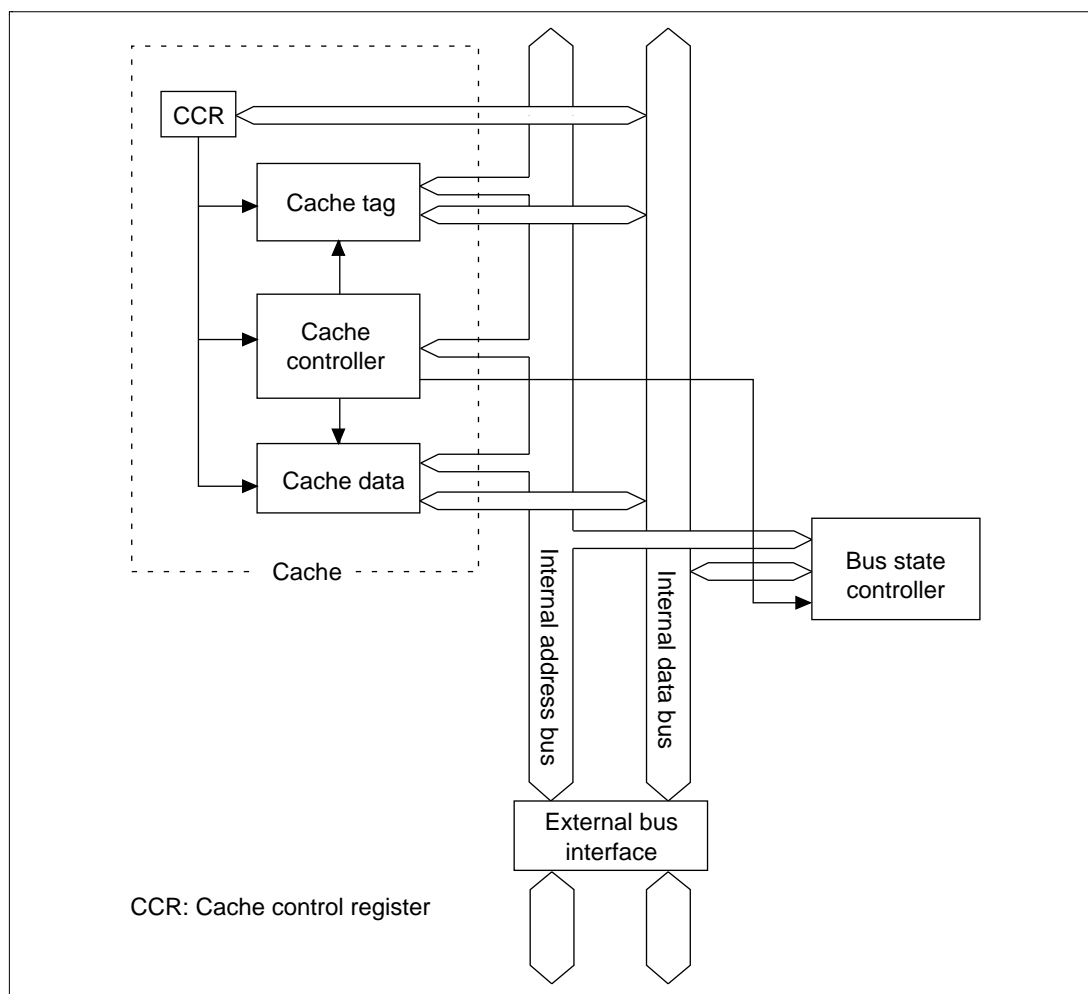 CCR
Cache tag
Cache
controller
Cache data
Cache
Internal address bus
Internal data bus
Bus state
controller
External bus
interface
CCR: Cache control register